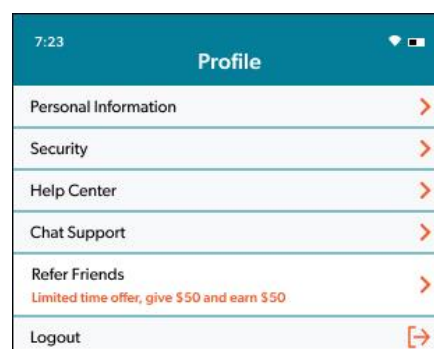 7:23
Profile
Personal Information
Security
Help Center
Chat Support
Refer Friends
Limited time offer, give $50 and earn $50
Logout